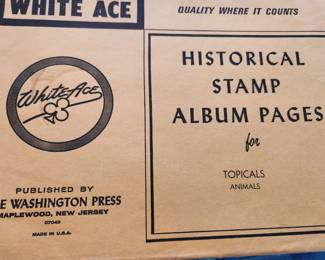 WHITE ACE
QUALITY WHERE IT COUNTS
White Ace
HISTORICAL
STAMP
ALBUM PAGES
for
TOPICALS
ANIMALS
PUBLISHED BY
E WASHINGTON PRESS
MAPLEWOOD, NEW JERSEY
07040
MADE IN U.S.A.